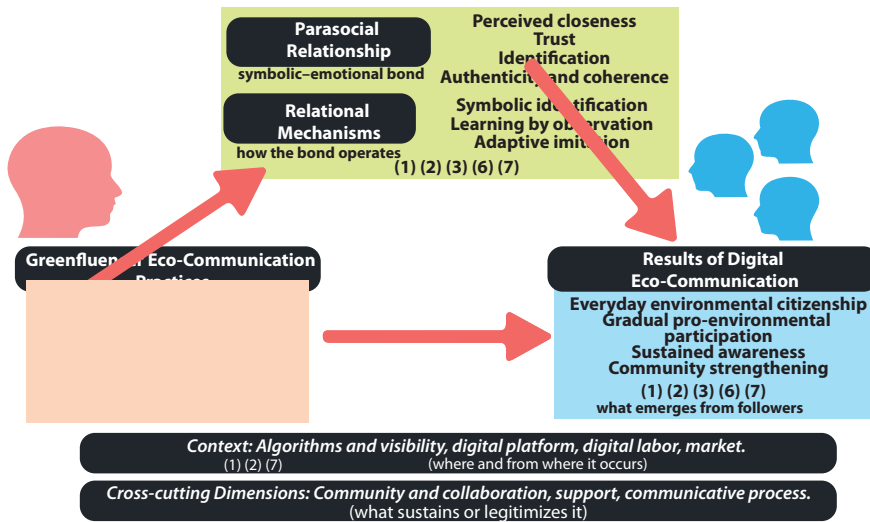 Parasocial
Relationship
symbolic–emotional bond
Perceived closeness
Trust
Identification
Authenticity and coherence
Relational
Mechanisms
how the bond operates
Symbolic identification
Learning by observation
Adaptive imitation
(1) (2) (3) (6) (7)
Greenfluencer Eco-Communication
Practices
Results of Digital
Eco-Communication
Everyday environmental citizenship
Gradual pro-environmental
participation
Sustained awareness
Community strengthening
(1) (2) (3) (6) (7)
what emerges from followers
Context: Algorithms and visibility, digital platform, digital labor, market.
(1) (2) (7) (where and from where it occurs)
Cross-cutting Dimensions: Community and collaboration, support, communicative process.
(what sustains or legitimizes it)